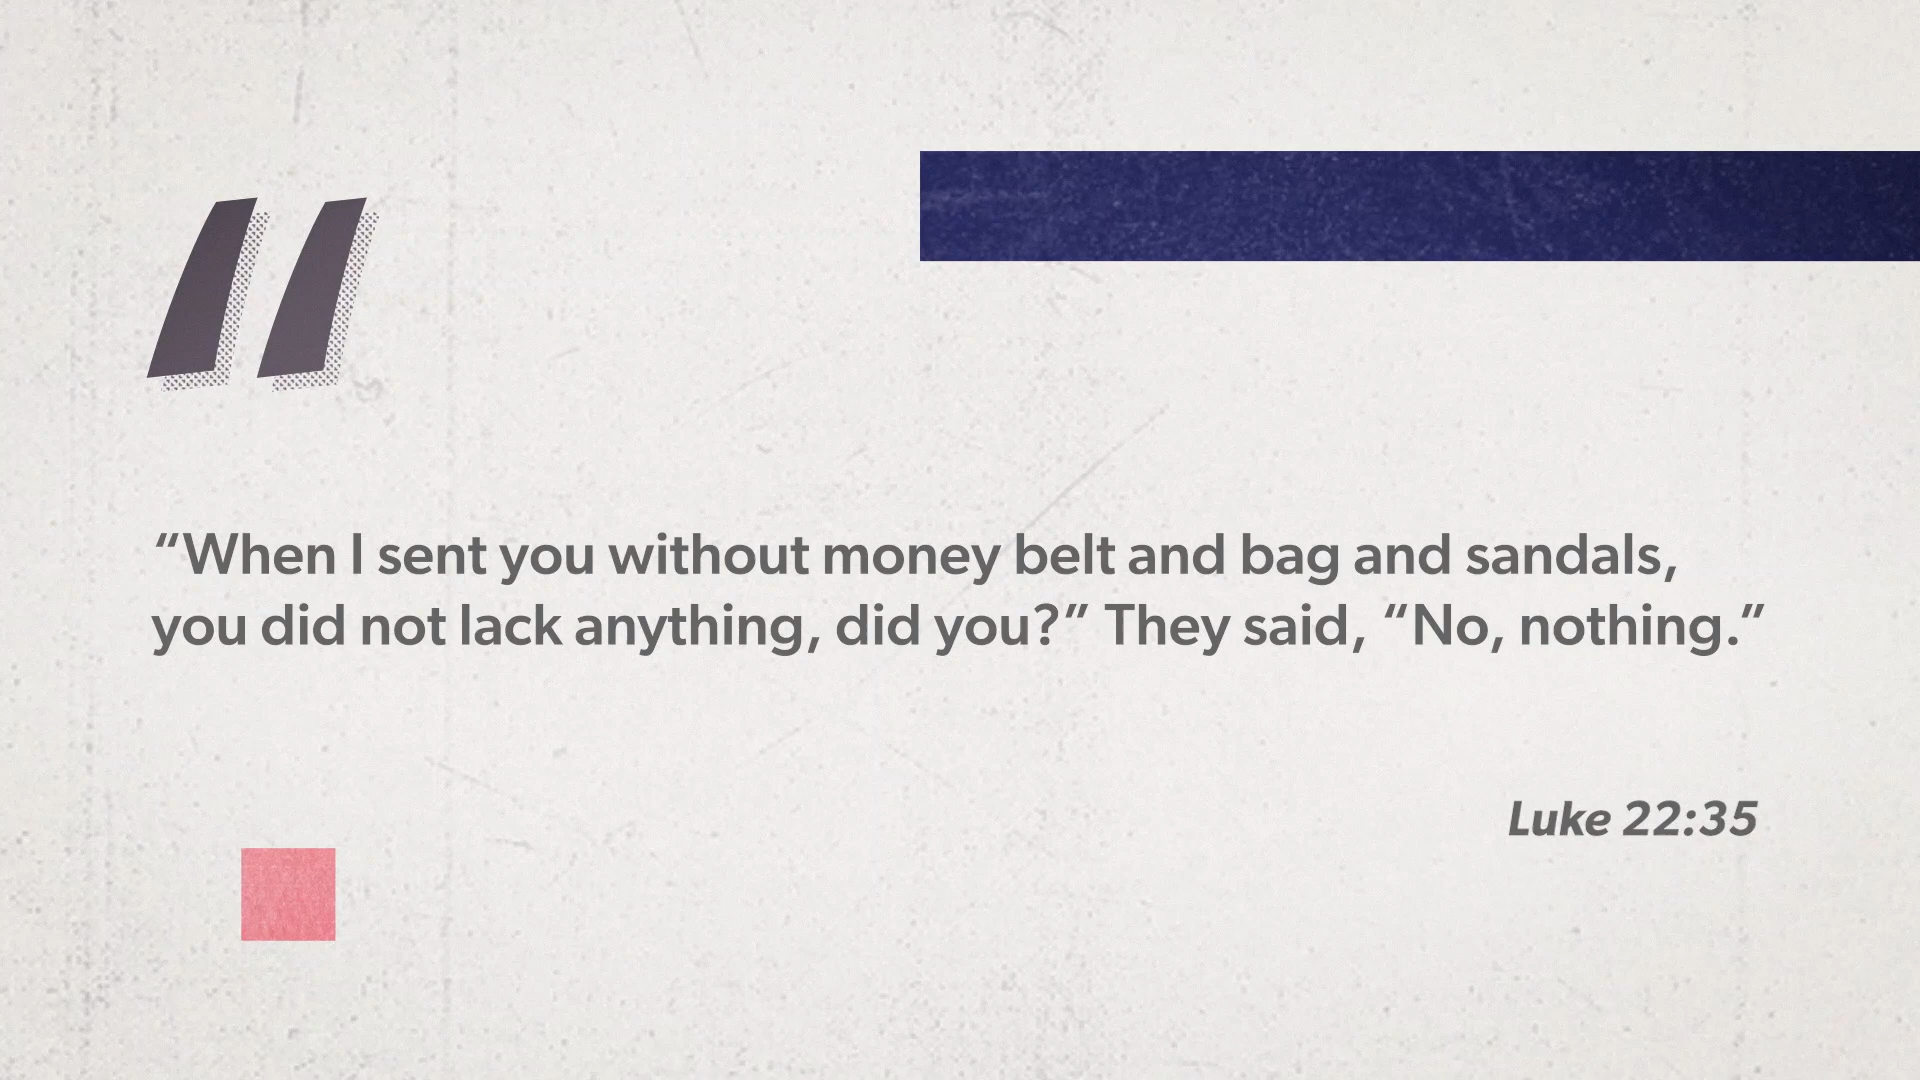 “When I sent you without money belt and bag and sandals,
you did not lack anything, did you?” They said, “No, nothing.”
Luke 22:35